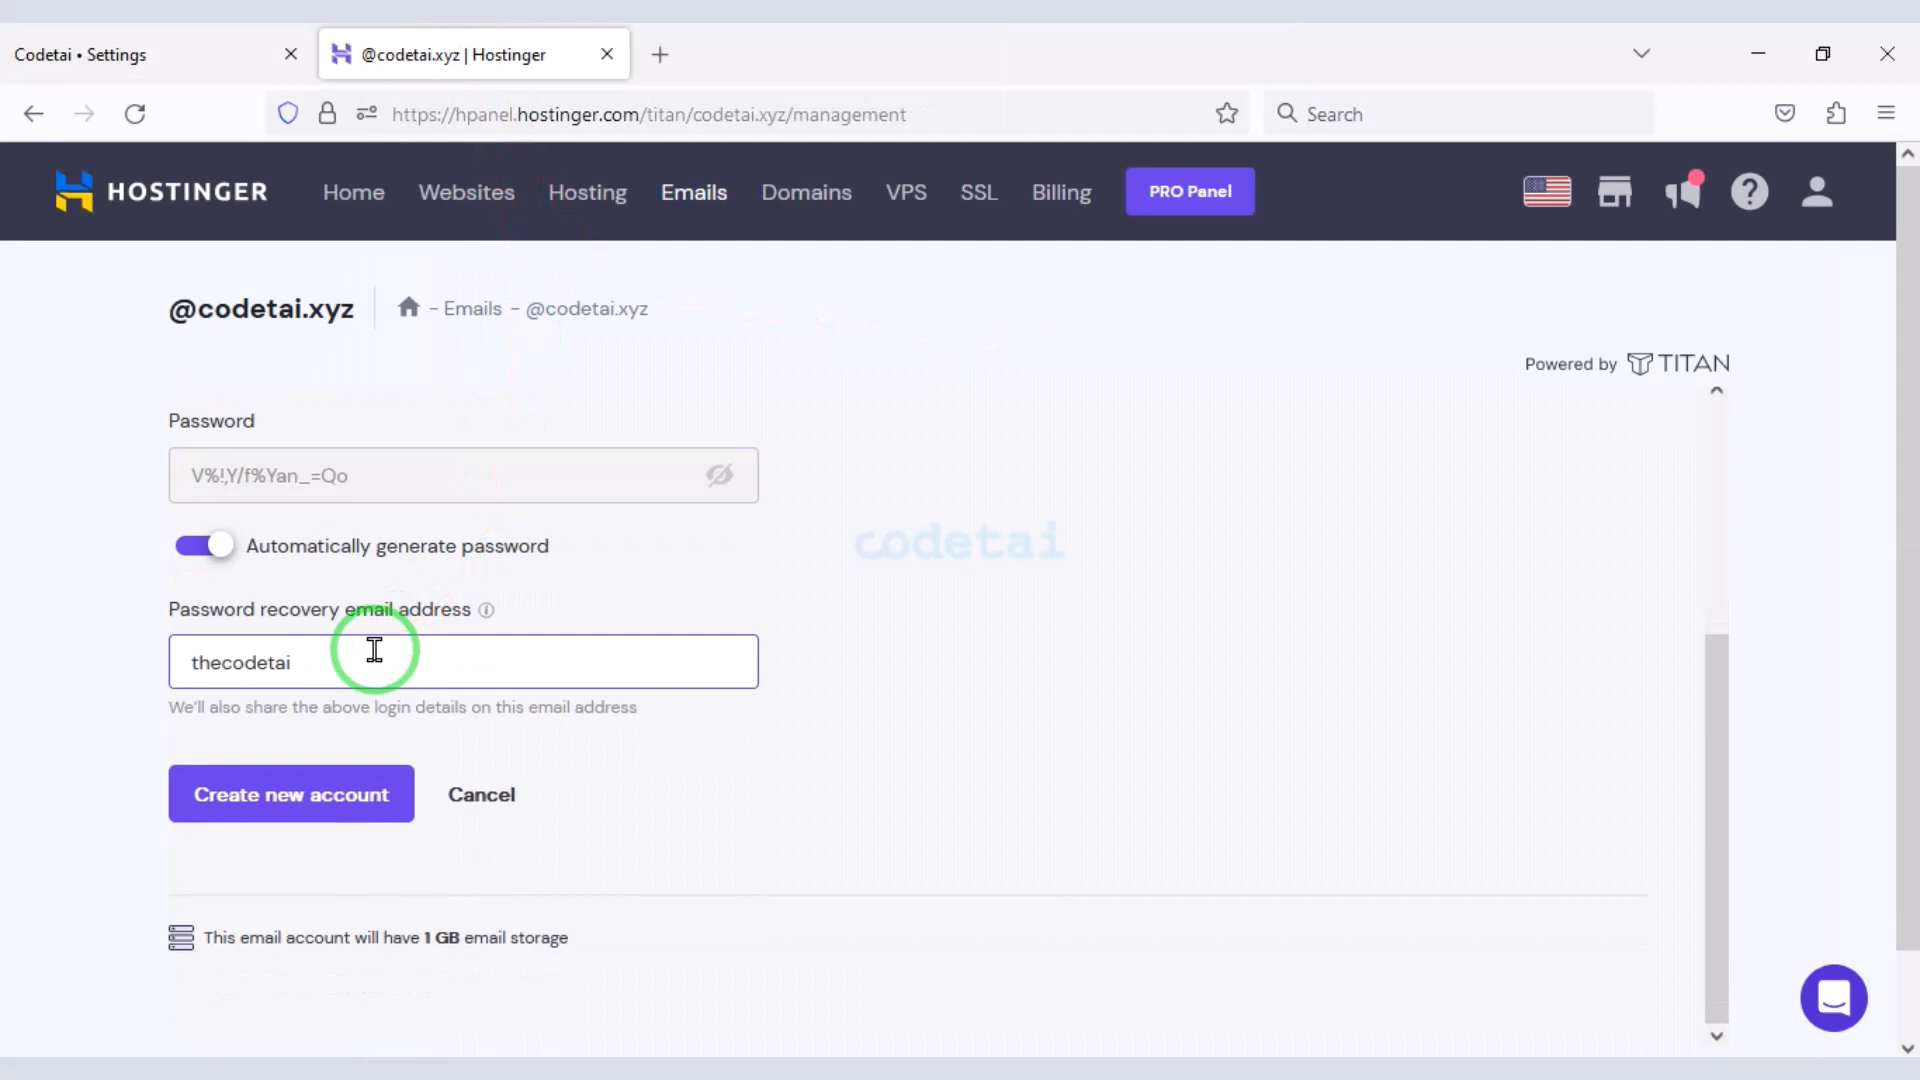 Codetai • Settings
@codetai.xyz | Hostinger
https://hpanel.hostinger.com/titan/codetai.xyz/management
Search
HOSTINGER
Home
Websites
Hosting
Emails
Domains
VPS
SSL
Billing
PRO Panel
@codetai.xyz
- Emails - @codetai.xyz
Powered by TITAN
Password
V%!,Y/f%Yan_=Qo
Automatically generate password
codetai
Password recovery email address
thecodetai
We'll also share the above login details on this email address
Create new account
Cancel
This email account will have 1 GB email storage